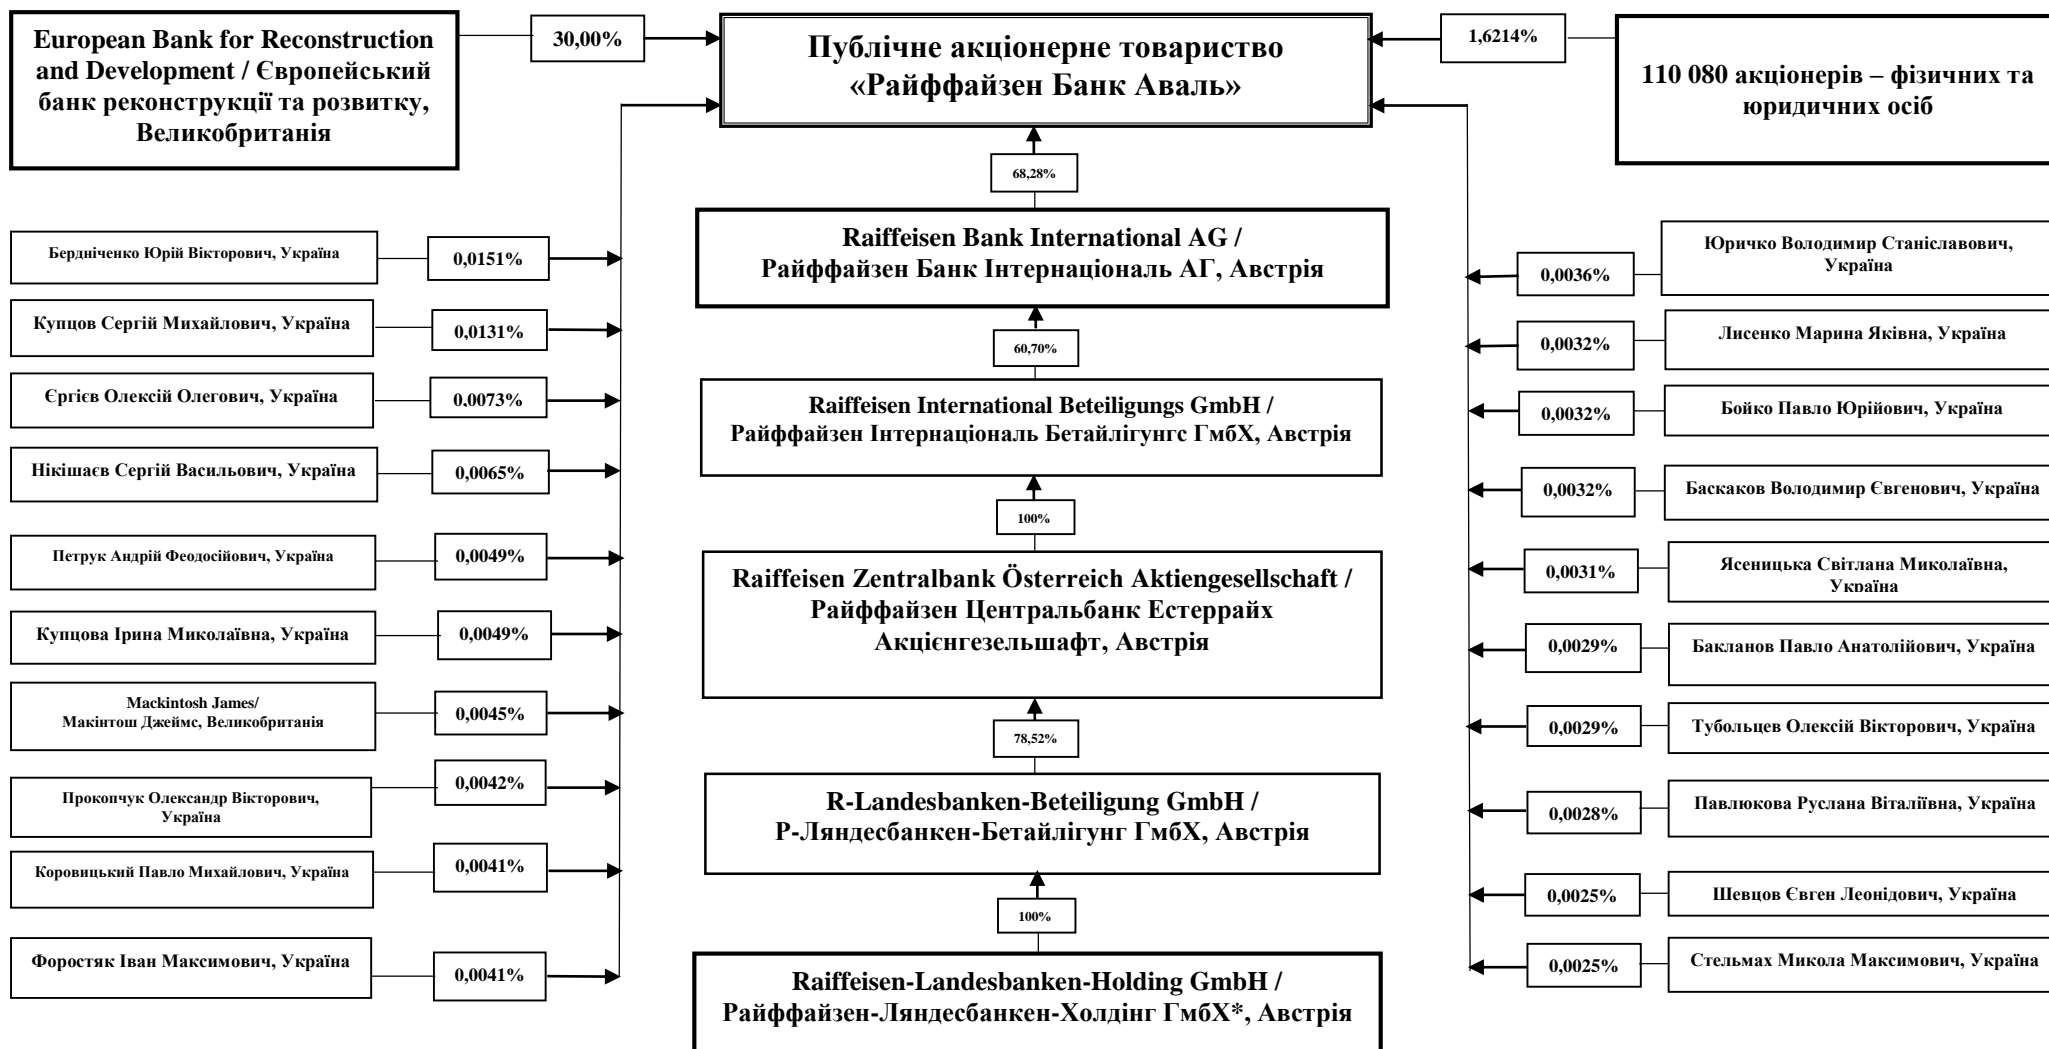 European Bank for Reconstruction
and Development / Європейський
банк реконструкції та розвитку,
Великобританія
30,00%
Публічне акціонерне товариство
«Райффайзен Банк Аваль»
1,6214%
110 080 акціонерів – фізичних та
юридичних осіб
68,28%
Raiffeisen Bank International AG /
Райффайзен Банк Інтернаціональ АГ, Австрія
60,70%
Raiffeisen International Beteiligungs GmbH /
Райффайзен Інтернаціональ Бетайлігунгс ГмбХ, Австрія
100%
Raiffeisen Zentralbank Österreich Aktiengesellschaft /
Райффайзен Центральбанк Естеррайх
Акцієнгезельшафт, Австрія
78,52%
R-Landesbanken-Beteiligung GmbH /
Р-Ляндесбанкен-Бетайлігунг ГмбХ, Австрія
100%
Raiffeisen-Landesbanken-Holding GmbH /
Райффайзен-Ляндесбанкен-Холдінг ГмбХ*, Австрія
Бердніченко Юрій Вікторович, Україна
0,0151%
Купцов Сергій Михайлович, Україна
0,0131%
Єргієв Олексій Олегович, Україна
0,0073%
Нікішаєв Сергій Васильович, Україна
0,0065%
Петрук Андрій Феодосійович, Україна
0,0049%
Купцова Ірина Миколаївна, Україна
0,0049%
Mackintosh James/
Макінтош Джеймс, Великобританія
0,0045%
Прокопчук Олександр Вікторович,
Україна
0,0042%
Коровицький Павло Михайлович, Україна
0,0041%
Форостяк Іван Максимович, Україна
0,0041%
Юричко Володимир Станіславович,
Україна
0,0036%
Лисенко Марина Яківна, Україна
0,0032%
Бойко Павло Юрійович, Україна
0,0032%
Баскаков Володимир Євгенович, Україна
0,0032%
Ясеницька Світлана Миколаївна,
Україна
0,0031%
Бакланов Павло Анатолійович, Україна
0,0029%
Тубольцев Олексій Вікторович, Україна
0,0029%
Павлюкова Руслана Віталіївна, Україна
0,0028%
Шевцов Євген Леонідович, Україна
0,0025%
Стельмах Микола Максимович, Україна
0,0025%